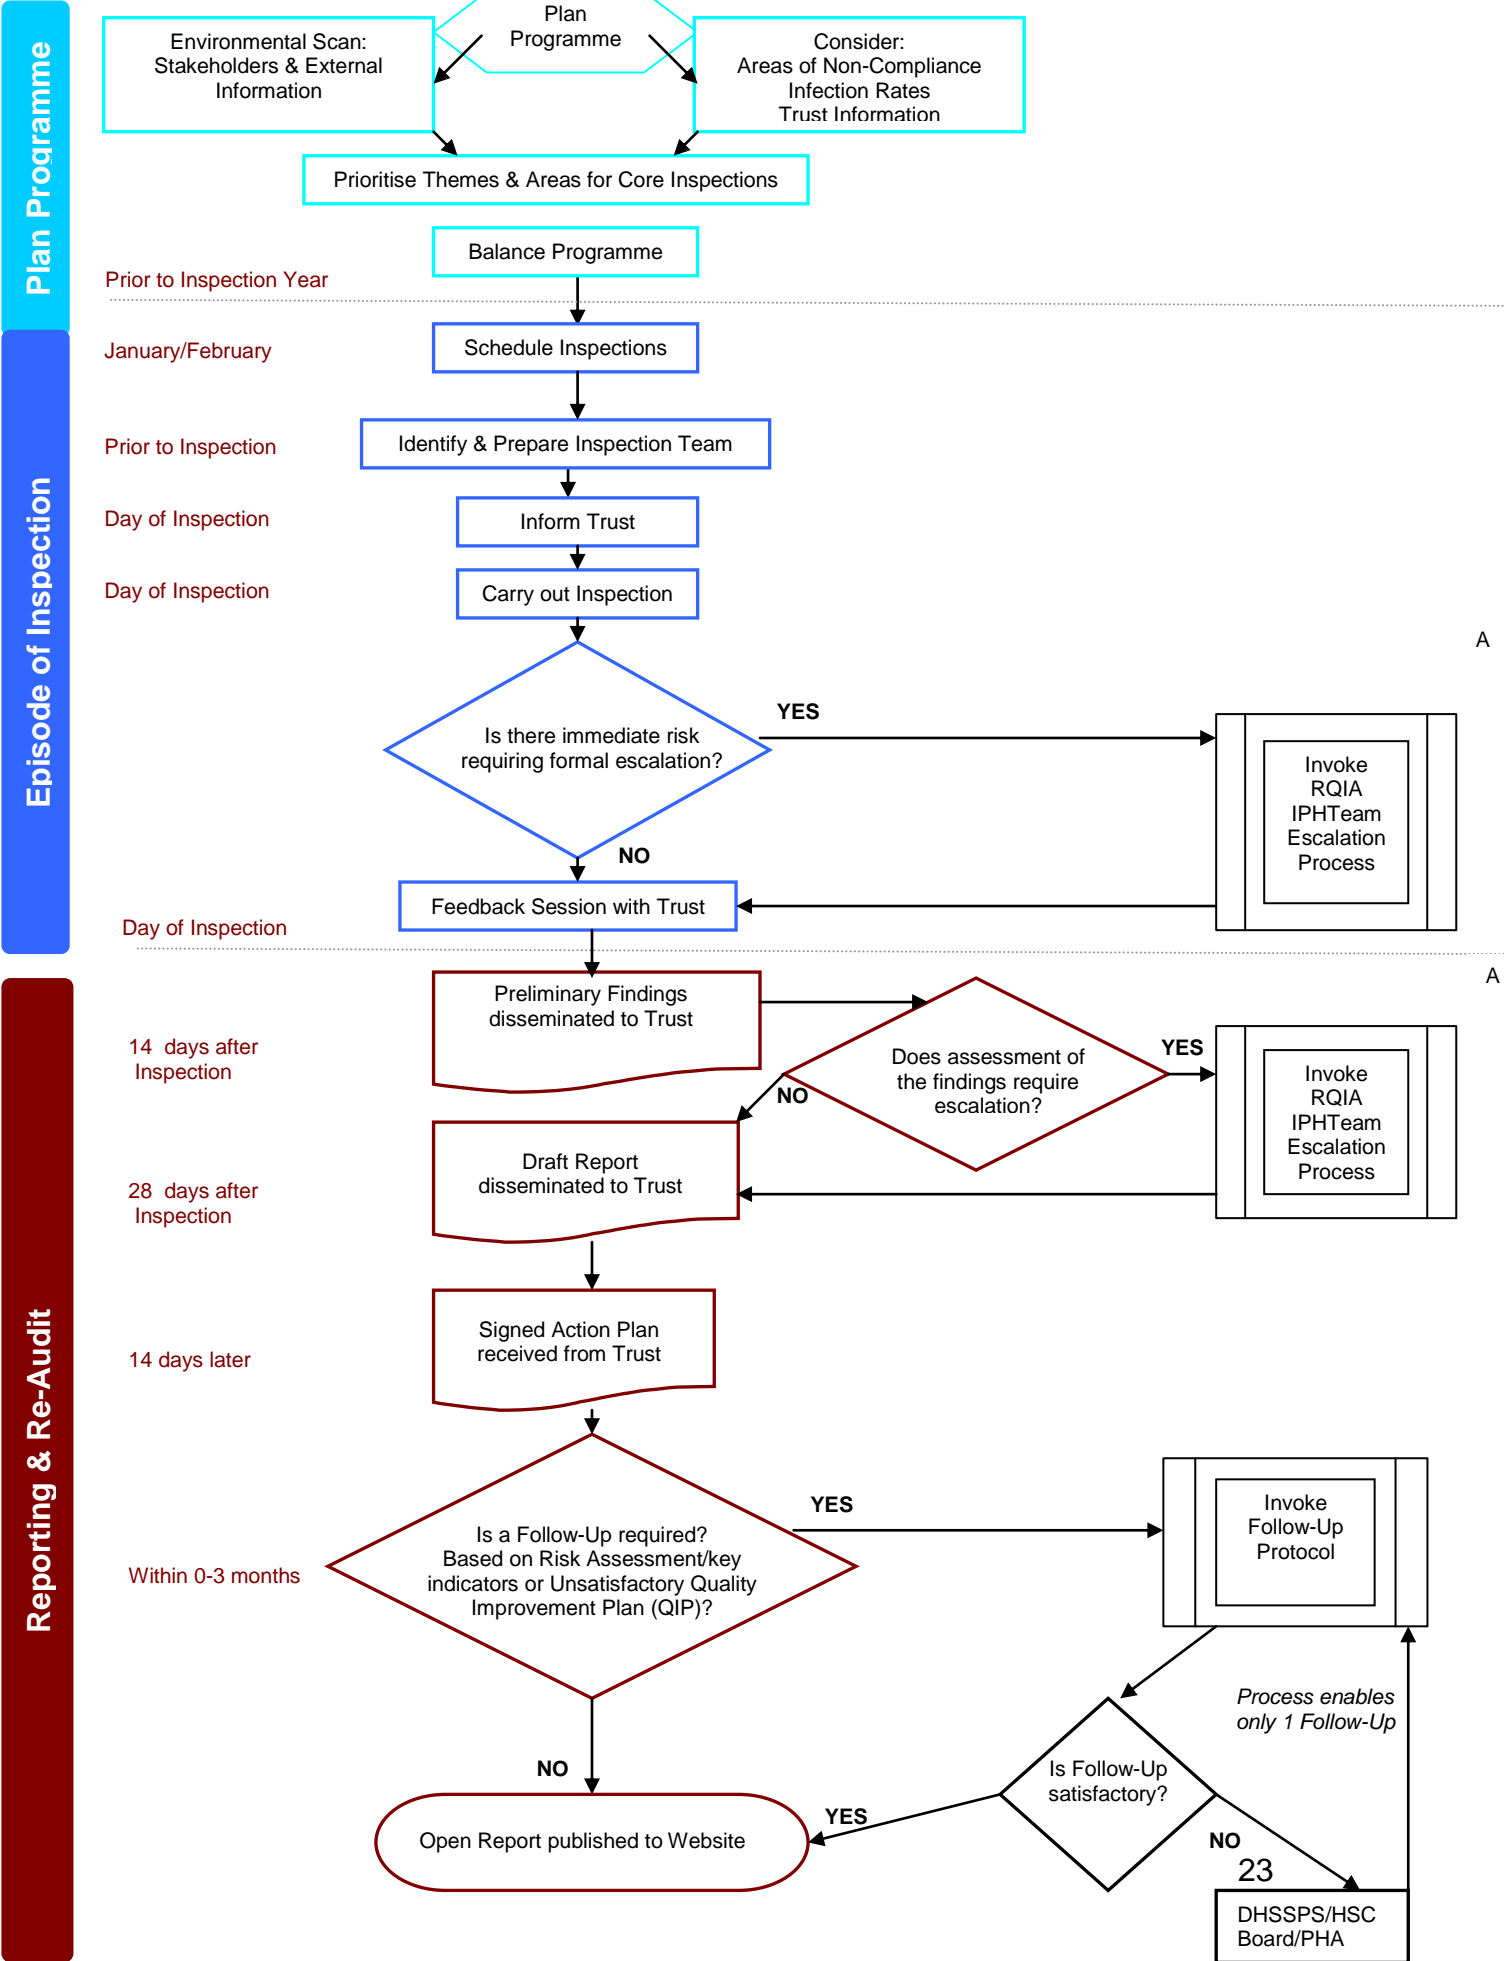 Plan Programme
Plan
Programme
Environmental Scan:
Stakeholders & External
Information
Consider:
Areas of Non-Compliance
Infection Rates
Trust Information
Prioritise Themes & Areas for Core Inspections
Balance Programme
Prior to Inspection Year
Episode of Inspection
January/February
Schedule Inspections
Prior to Inspection
Identify & Prepare Inspection Team
Day of Inspection
Inform Trust
Day of Inspection
Carry out Inspection
A
Is there immediate risk
requiring formal escalation?
YES
Invoke
RQIA
IPHTeam
Escalation
Process
NO
Feedback Session with Trust
Day of Inspection
Reporting & Re-Audit
A
Preliminary Findings
disseminated to Trust
14  days after
Inspection
Does assessment of
the findings require
escalation?
YES
NO
Invoke
RQIA
IPHTeam
Escalation
Process
Draft Report
disseminated to Trust
28  days after
Inspection
Signed Action Plan
received from Trust
14 days later
Is a Follow-Up required?
Based on Risk Assessment/key
indicators or Unsatisfactory Quality
Improvement Plan (QIP)?
Within 0-3 months
YES
Invoke
Follow-Up
Protocol
Process enables
only 1 Follow-Up
NO
Is Follow-Up
satisfactory?
YES
Open Report published to Website
NO
23
DHSSPS/HSC
Board/PHA